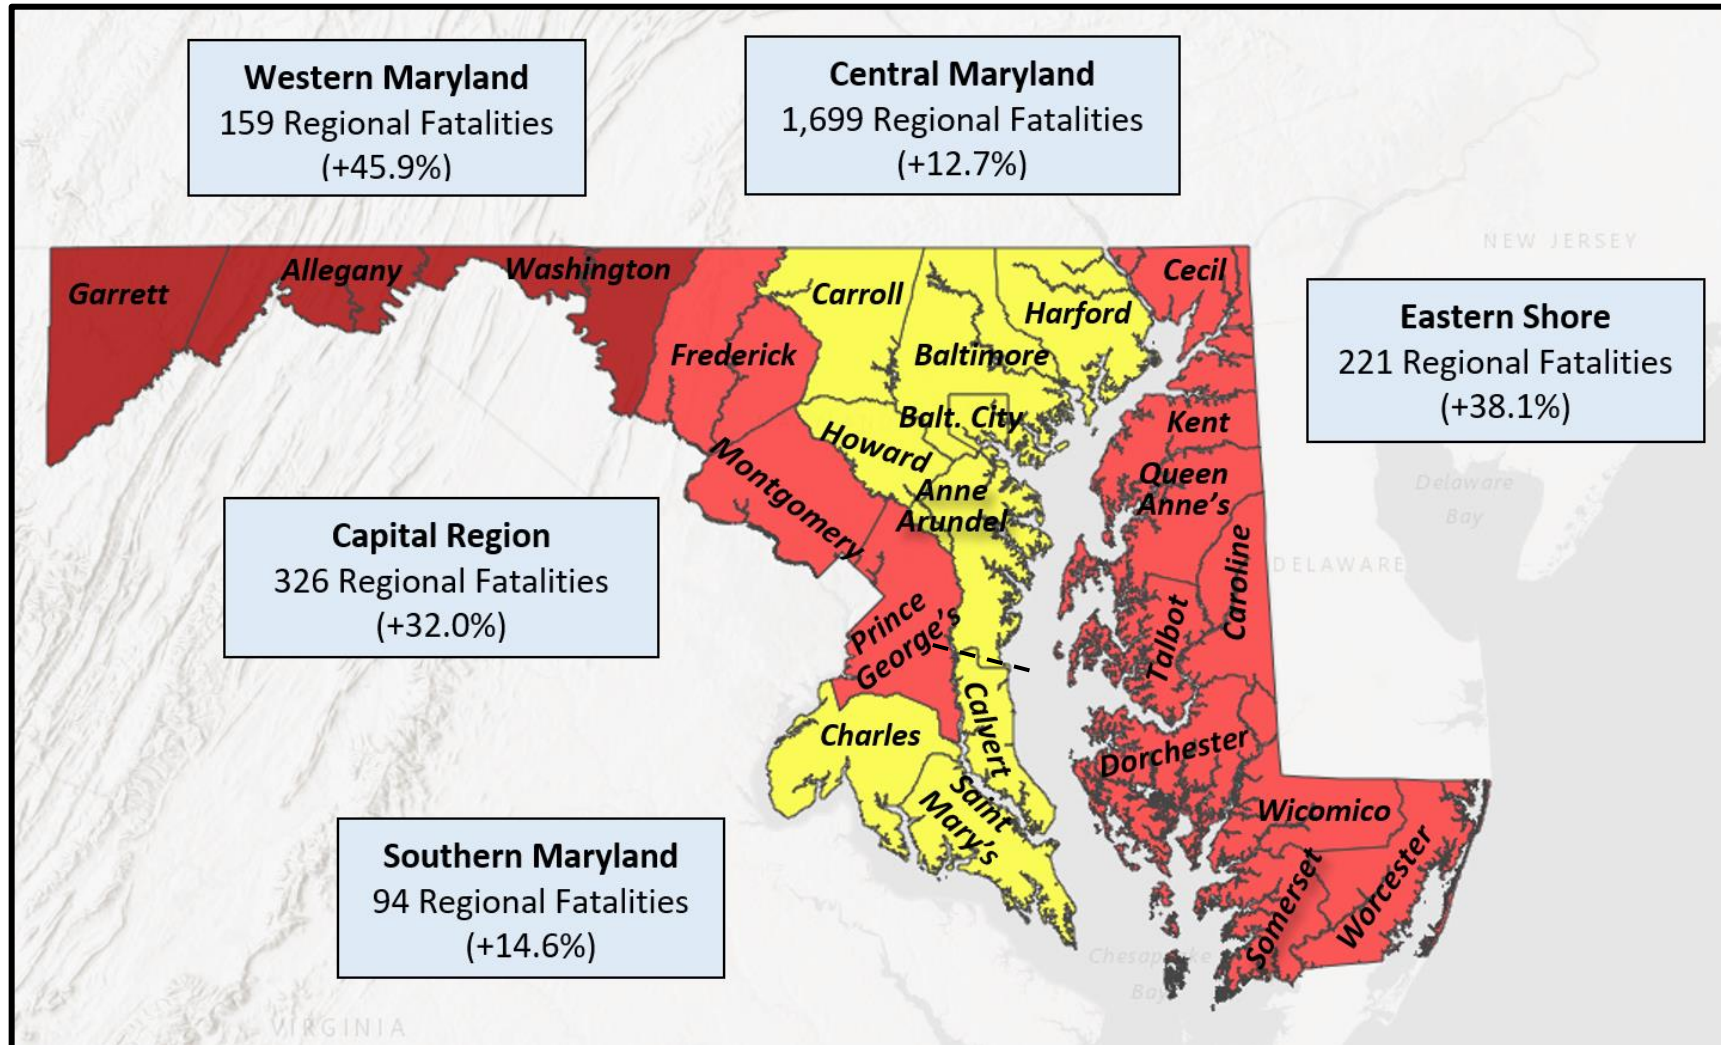 Western Maryland
159 Regional Fatalities
(+45.9%)
Central Maryland
1,699 Regional Fatalities
(+12.7%)
NEW JERSEY
Garrett
Allegany
Washington
Frederick
Carroll
Baltimore
Harford
Cecil
Eastern Shore
221 Regional Fatalities
(+38.1%)
Balt. City
Howard
Montgomery
Anne
Arundel
Kent
Queen
Anne's
Delaware
Bay
DELAWARE
Capital Region
326 Regional Fatalities
(+32.0%)
Prince
George's
Talbot
Caroline
Charles
Calvert
Saint
Mary's
Dorchester
Wicomico
Somerset
Worcester
Southern Maryland
94 Regional Fatalities
(+14.6%)
Chesapeake
Bay
VIRGINIA